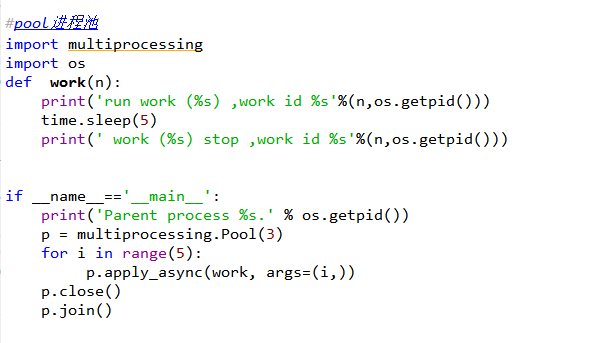 #pool进程池
import multiprocessing
import os
def  work(n):
    print('run work (%s) ,work id %s'%(n,os.getpid()))
    time.sleep(5)
    print(' work (%s) stop ,work id %s'%(n,os.getpid()))
if __name__=='__main__':
    print('Parent process %s.' % os.getpid())
    p = multiprocessing.Pool(3)
    for i in range(5):
         p.apply_async(work, args=(i,))
    p.close()
    p.join()